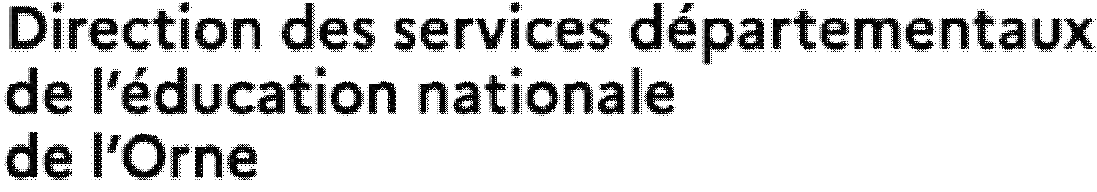 Direction des services départementaux
de l’éducation nationale
de l’Orne